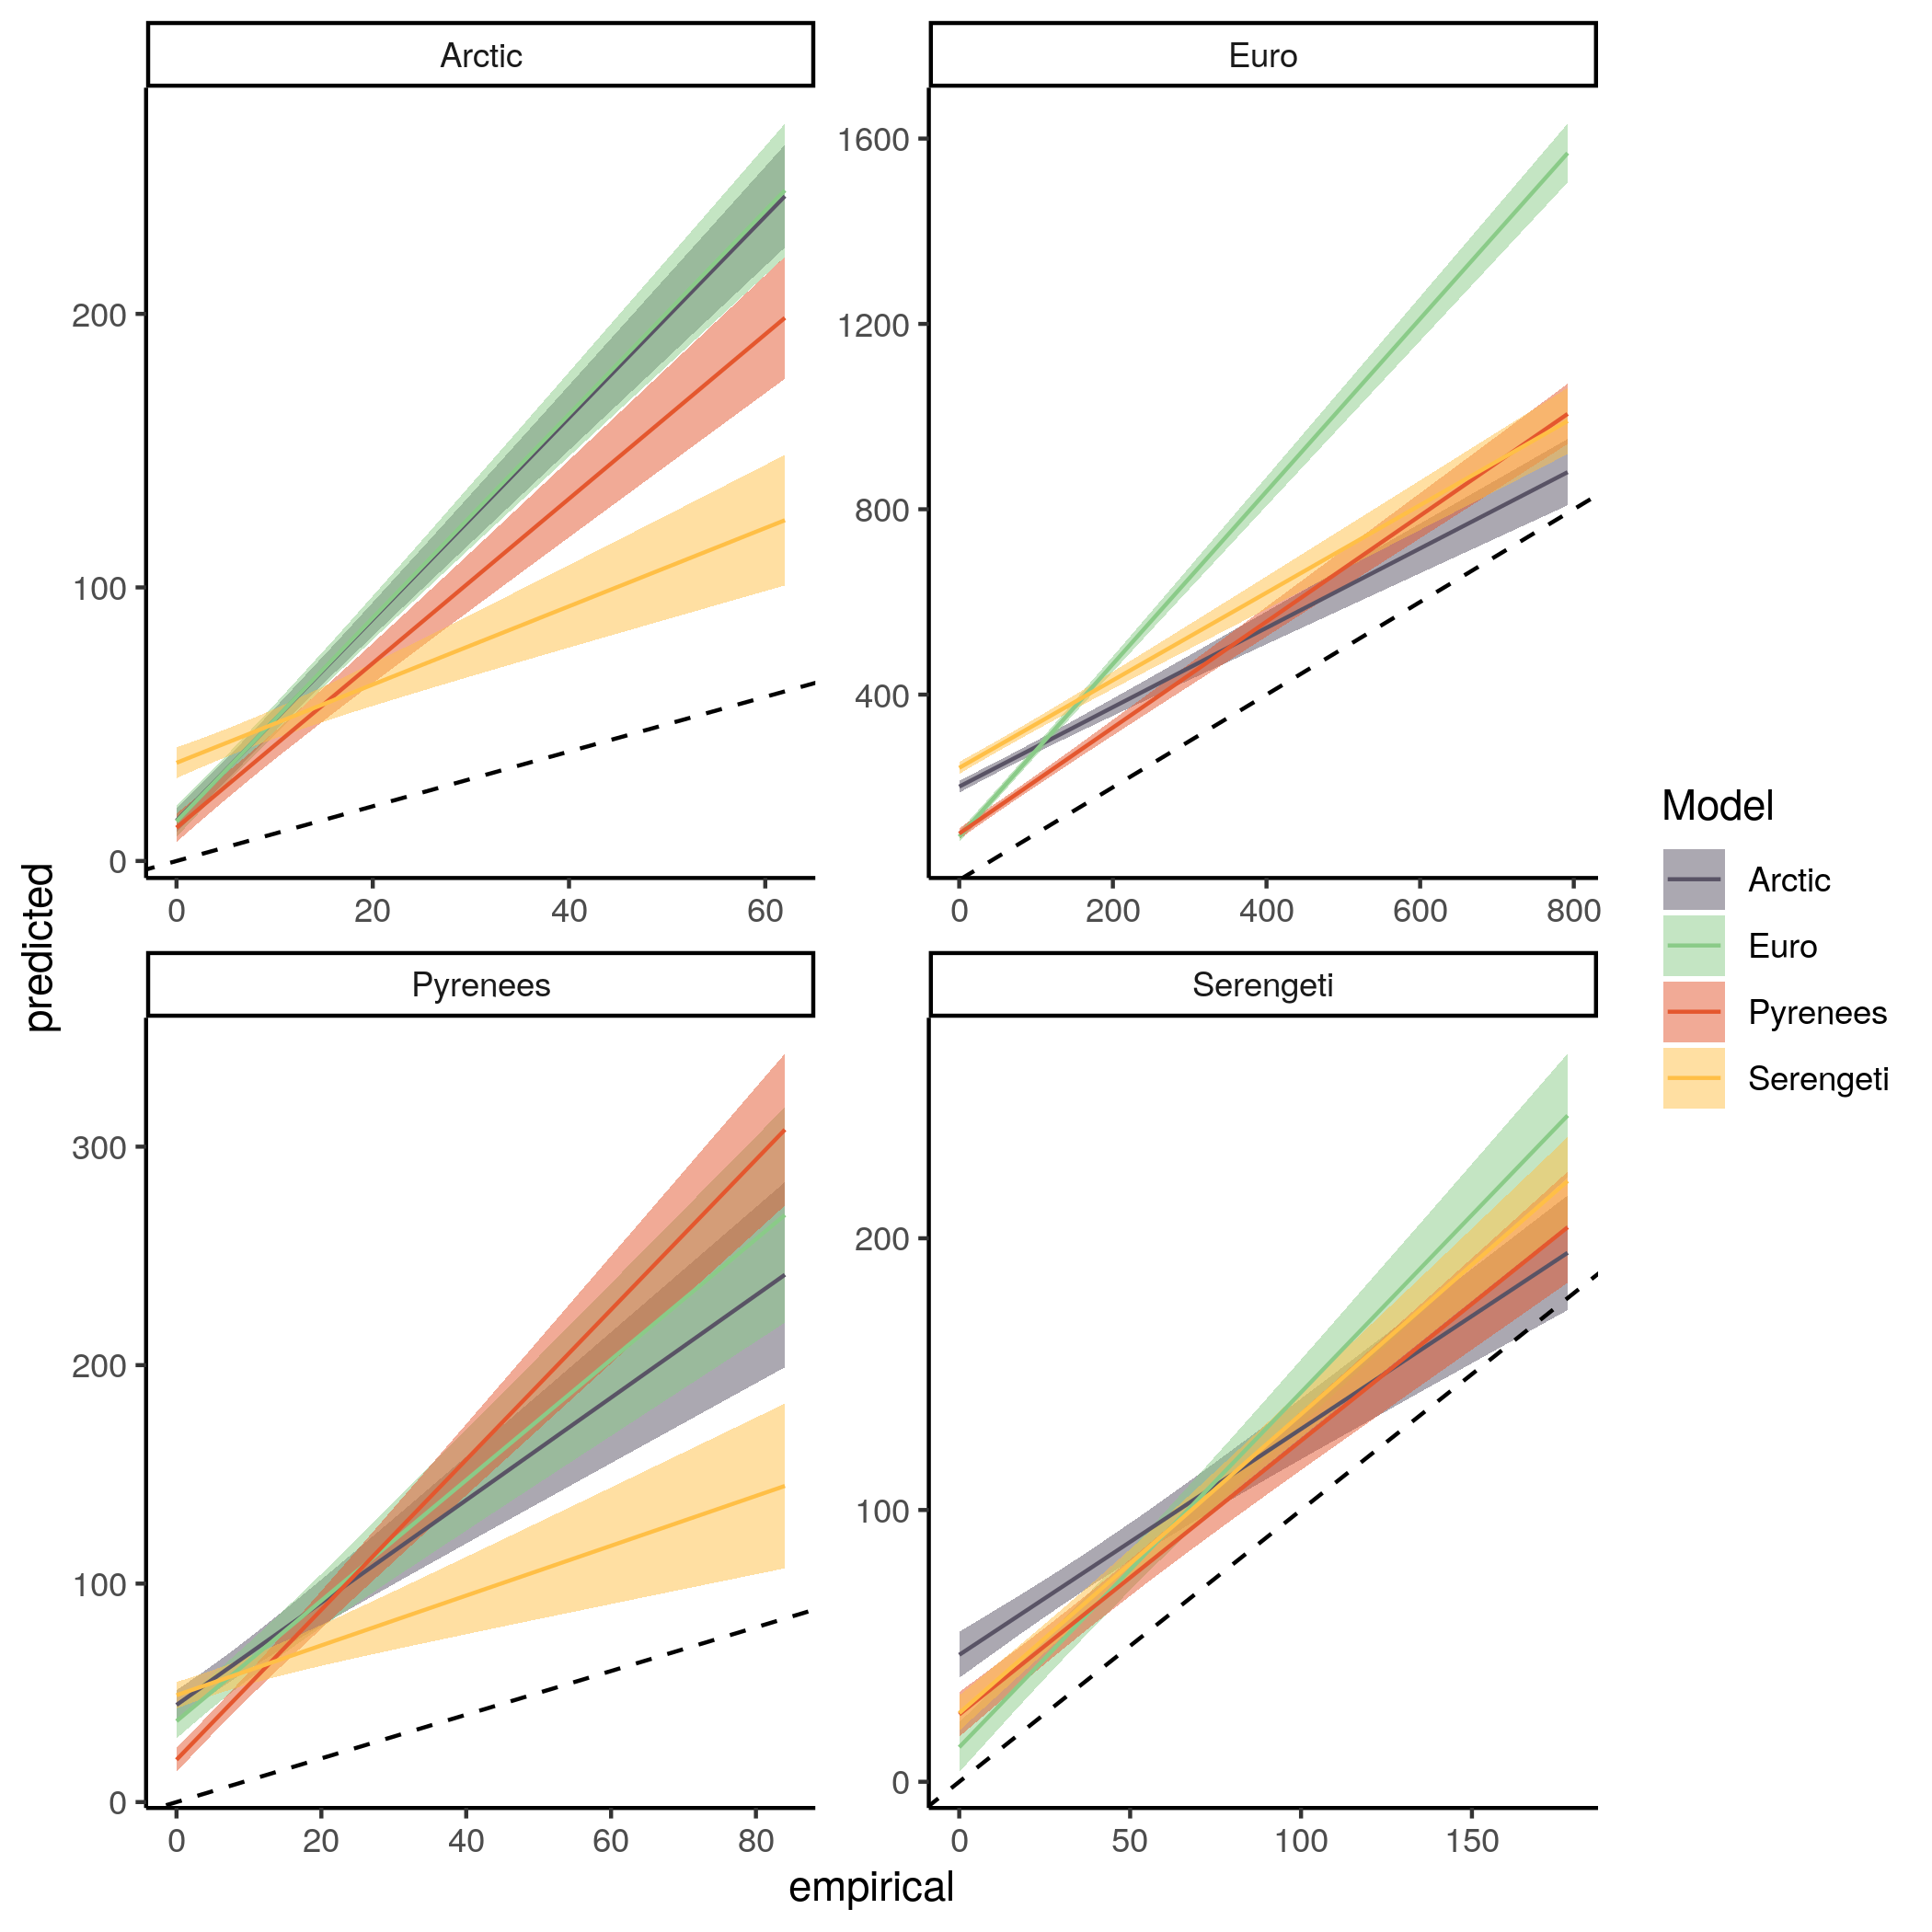 Arctic
Euro
200
100
0
0 20 40 60
1600
1200
800
400
0 200 400 600 800
predicted
Pyrenees
Serengeti
300
200
100
0
0 20 40 60 80
200
100
0
0 50 100 150
empirical
Model
Arctic
Euro
Pyrenees
Serengeti